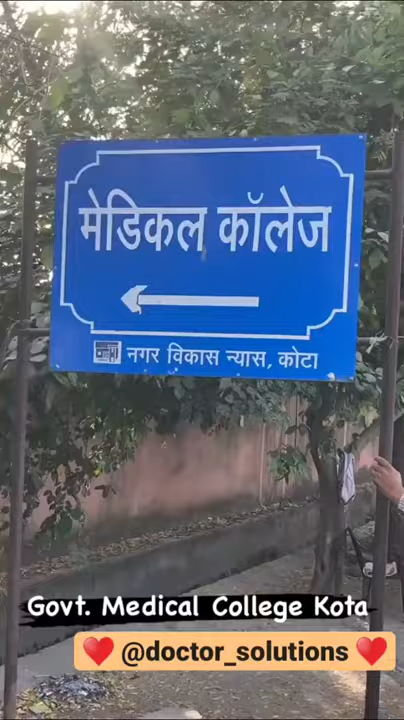 मेडिकल कॉलेज
नगर विकास न्यास, कोटा
Govt. Medical College Kota
@doctor_solutions